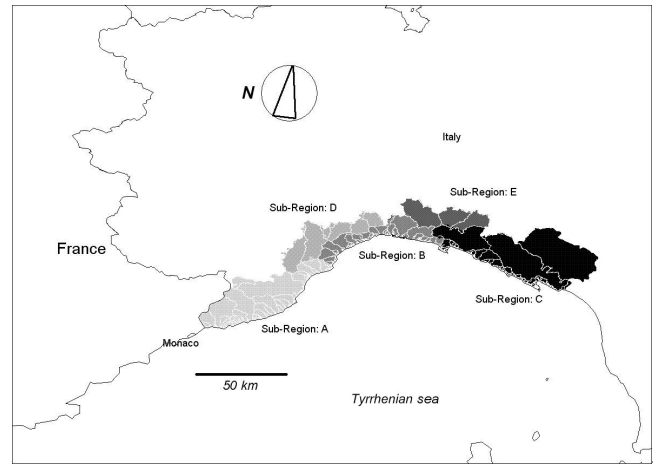 N
Italy
Sub-Region: E
Sub-Region: D
France
Sub-Region: B
Sub-Region: C
Sub-Region: A
Monaco
50 km
Tyrrhenian sea